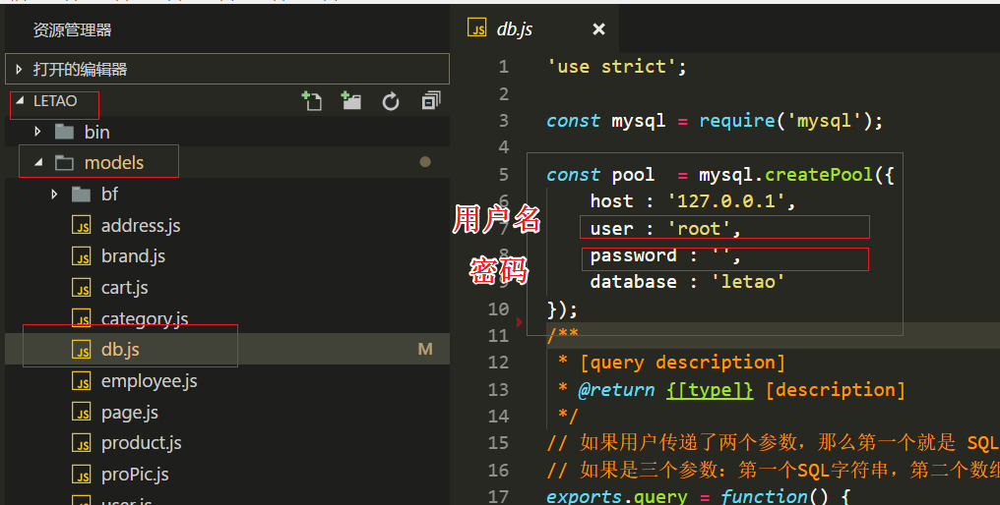 资源管理器
打开的编辑器
LETAO
bin
models
bf
address.js
brand.js
cart.js
category.js
db.js
M
employee.js
page.js
product.js
proPic.js
user.js
JS db.js ×
1 'use strict';
2
3 const mysql = require('mysql');
4
5 const pool  = mysql.createPool({
6 host : '127.0.0.1',
用户名
7 user : 'root',
8 password : '',
密码
9 database : 'letao'
10 });
11 /**
12 * [query description]
13 * @return {[type]} [description]
14 */
15 // 如果用户传递了两个参数，那么第一个就是 SQL
16 // 如果是三个参数：第一个SQL字符串，第二个数组
17 exports.query = function() {